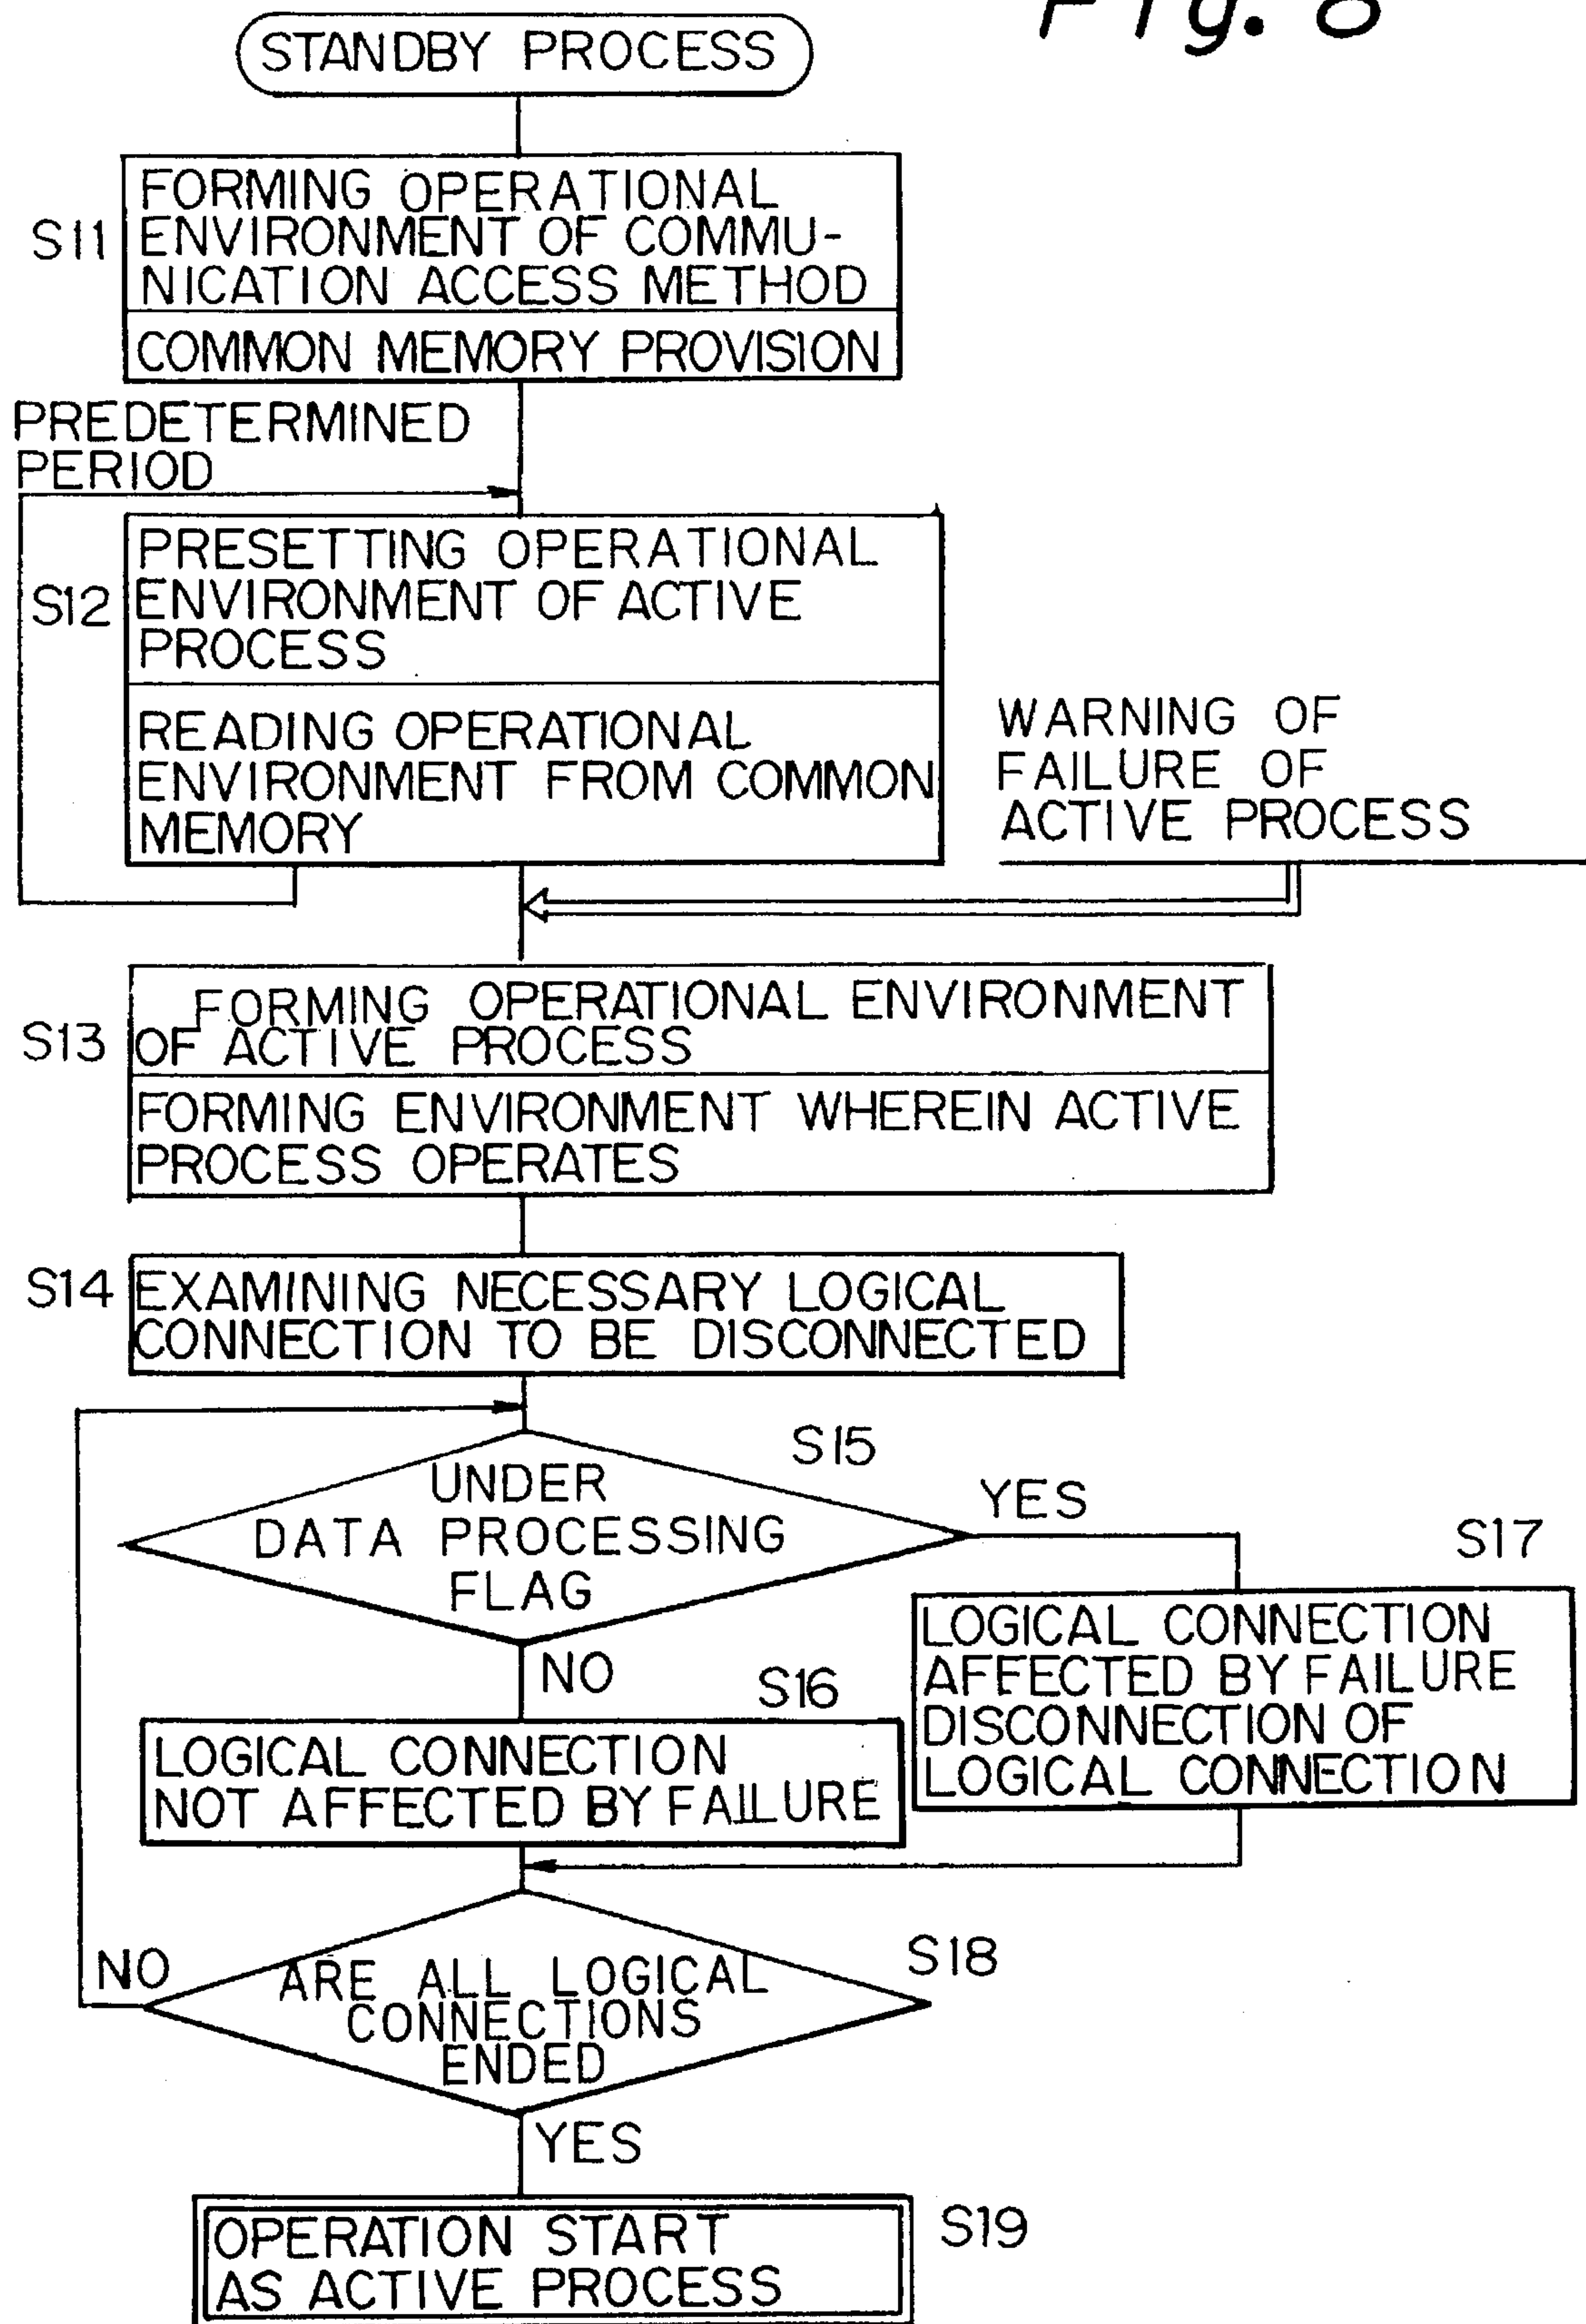 Fig. 8
STANDBY PROCESS
S11
FORMING OPERATIONAL
ENVIRONMENT OF COMMU-
NICATION ACCESS METHOD
COMMON MEMORY PROVISION
PREDETERMINED
PERIOD
S12
PRESETTING OPERATIONAL
ENVIRONMENT OF ACTIVE
PROCESS
READING OPERATIONAL
ENVIRONMENT FROM COMMON
MEMORY
WARNING OF
FAILURE OF
ACTIVE PROCESS
S13
FORMING OPERATIONAL ENVIRONMENT
OF ACTIVE PROCESS
FORMING ENVIRONMENT WHEREIN ACTIVE
PROCESS OPERATES
S14
EXAMINING NECESSARY LOGICAL
CONNECTION TO BE DISCONNECTED
S15
UNDER
DATA PROCESSING
FLAG
YES
NO
S17
LOGICAL CONNECTION
AFFECTED BY FAILURE
DISCONNECTION OF
LOGICAL CONNECTION
S16
LOGICAL CONNECTION
NOT AFFECTED BY FAILURE
S18
NO
ARE ALL LOGICAL
CONNECTIONS
ENDED
YES
S19
OPERATION START
AS ACTIVE PROCESS